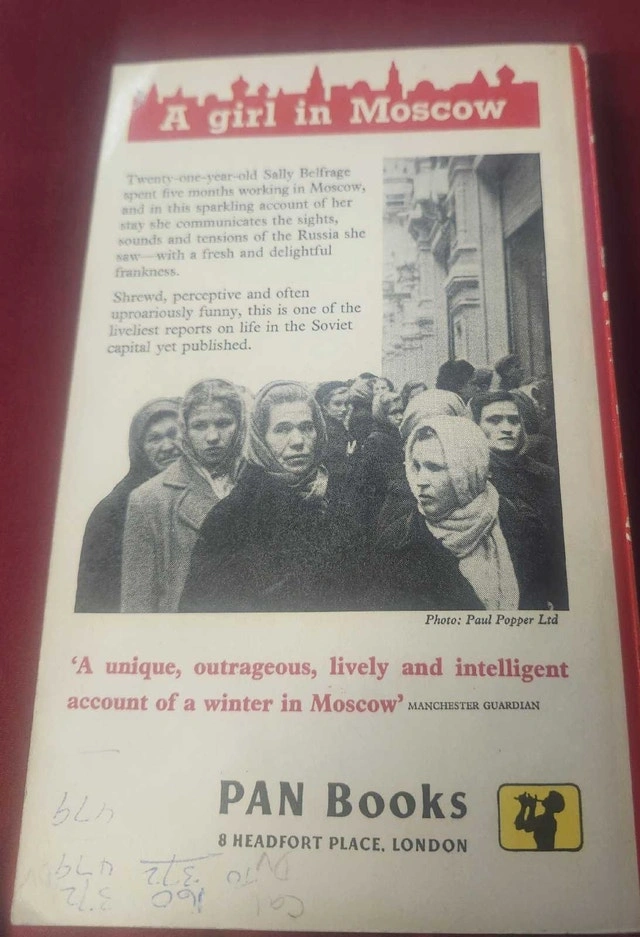 A girl in Moscow
Twenty-one-year-old Sally Belfrage
spent five months working in Moscow,
and in this sparkling account of her
stay she communicates the sights,
sounds and tensions of the Russia she
saw—with a fresh and delightful
frankness.
Shrewd, perceptive and often
uproariously funny, this is one of the
liveliest reports on life in the Soviet
capital yet published.
Photo: Paul Popper Ltd
‘A unique, outrageous, lively and intelligent
account of a winter in Moscow’ MANCHESTER GUARDIAN
PAN Books
8 HEADFORT PLACE, LONDON
479